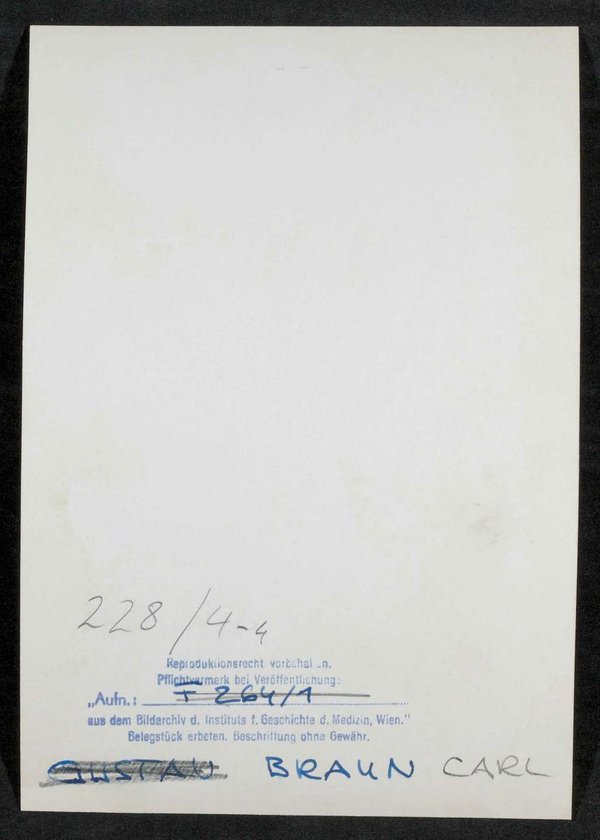 228/4-4
Reproduktionsrecht vorbehalten.
Pflichtvermerk bei Veröffentlichung:
„Aufn.: F 264/1
aus dem Bildarchiv d. Instituts f. Geschichte d. Medizin, Wien."
Belegstück erbeten. Beschriftung ohne Gewähr.
GUSTAV BRAUN CARL